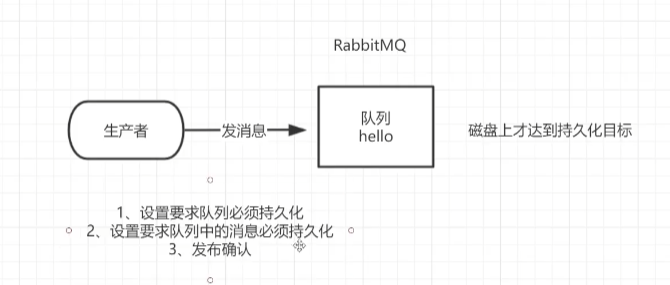 RabbitMQ
生产者
发消息
队列
hello
磁盘上才达到持久化目标
1、设置要求队列必须持久化
2、设置要求队列中的消息必须持久化
3、发布确认